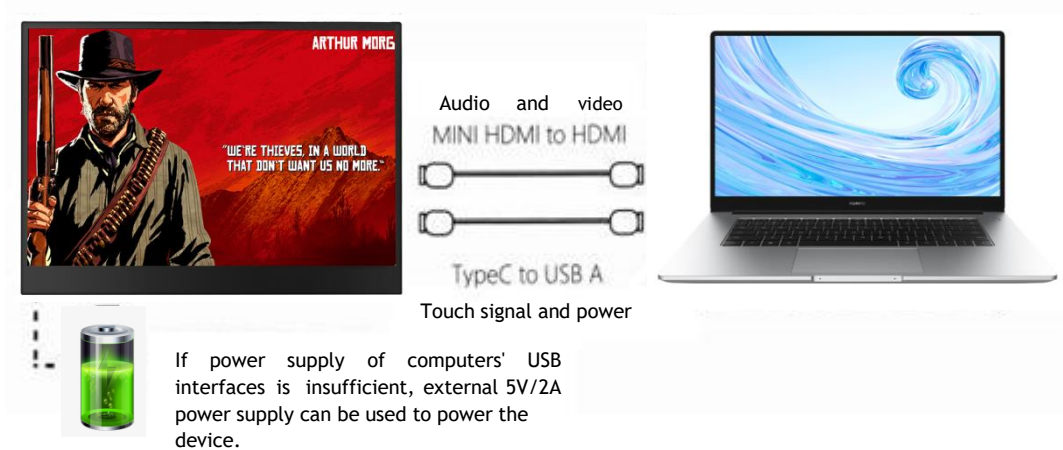 ARTHUR MORG
"WE'RE THIEVES, IN A WORLD
THAT DON'T WANT US NO MORE."
Audio and video
MINI HDMI to HDMI
TypeC to USB A
Touch signal and power
If power supply of computers' USB
interfaces is insufficient, external 5V/2A
power supply can be used to power the
device.